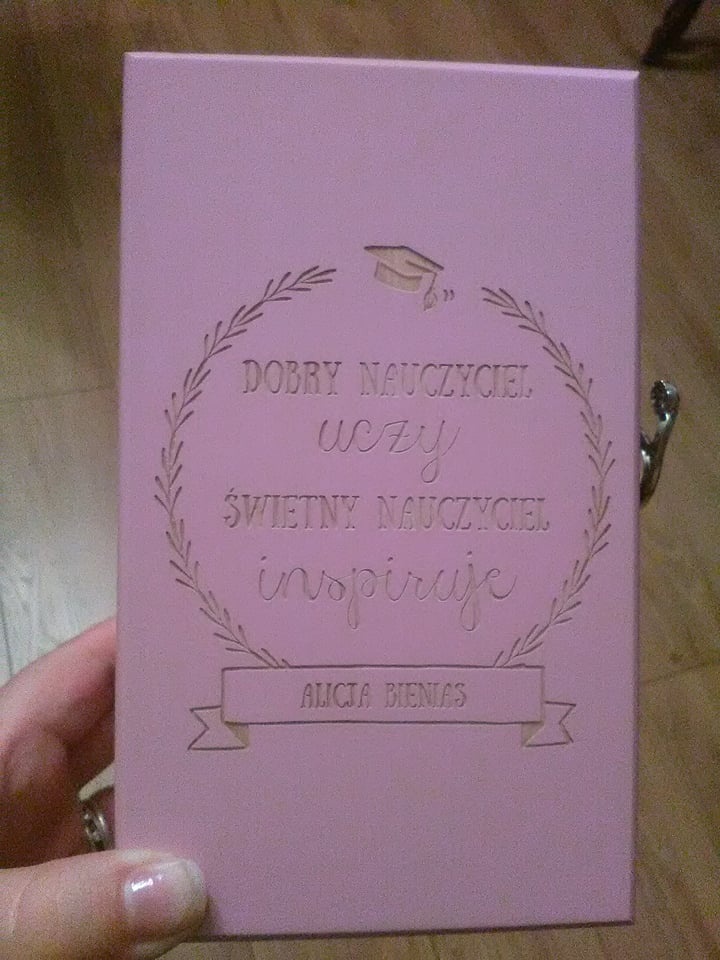 DOBRY NAUCZYCIEL
uczy
ŚWIETNY NAUCZYCIEL
inspiruje
ALICJA BIENIAS